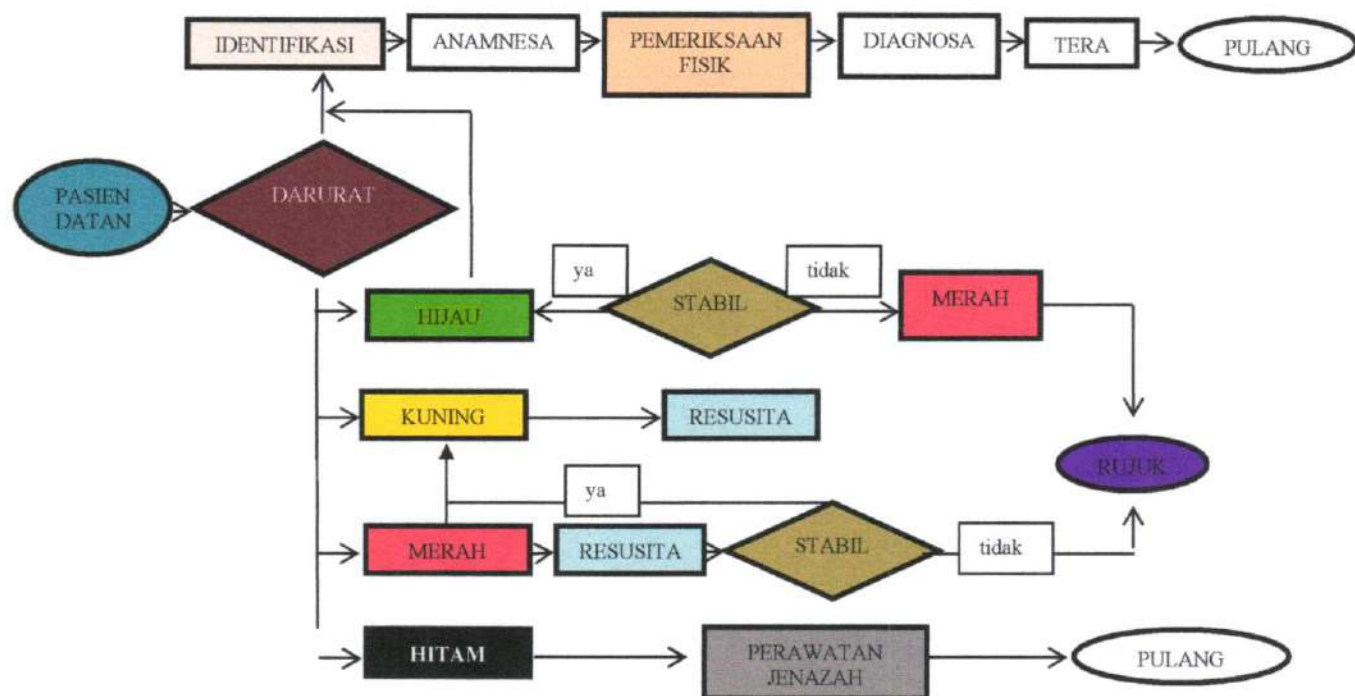 IDENTIFIKASI
ANAMNESA
PEMERIKSAAN
FISIK
DIAGNOSA
TERA
PULANG
PASIEN
DATAN
DARURAT
ya
STABIL
tidak
MERAH
HIJAU
KUNING
RESUSITA
RUJUK
ya
MERAH
RESUSITA
STABIL
tidak
HITAM
PERAWATAN
JENAZAH
PULANG